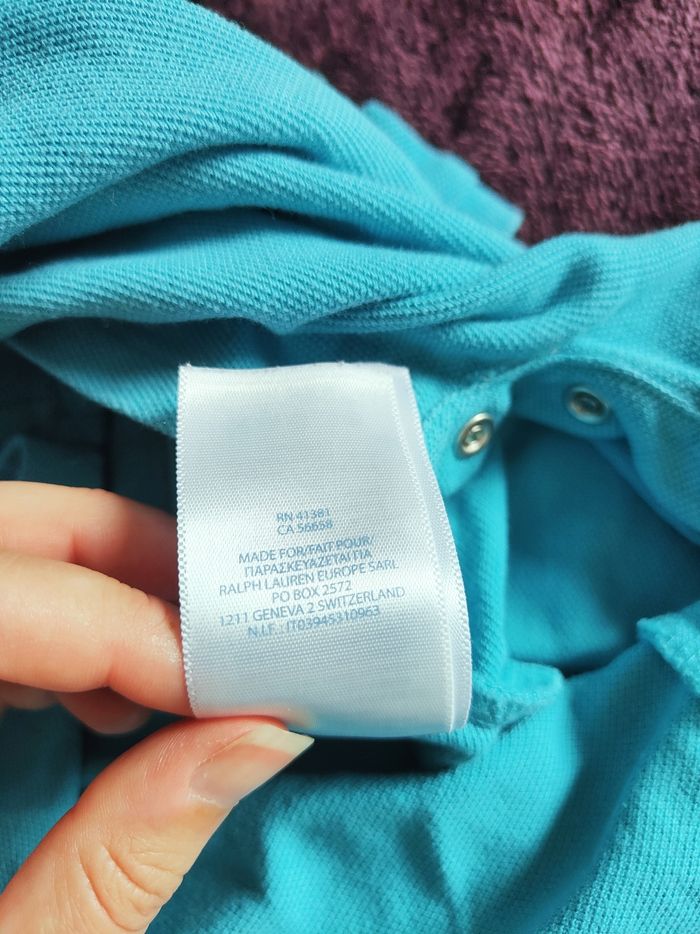 RN 41381
CA 56658
MADE FOR/FAIT POUR/
ΠΑΡΑΣΚΕΥΑΖΕΤΑΙ ΓΙΑ
RALPH LAUREN EUROPE SARL
PO BOX 2572
1211 GENEVA 2 SWITZERLAND
N.I.F. : IT03945310963